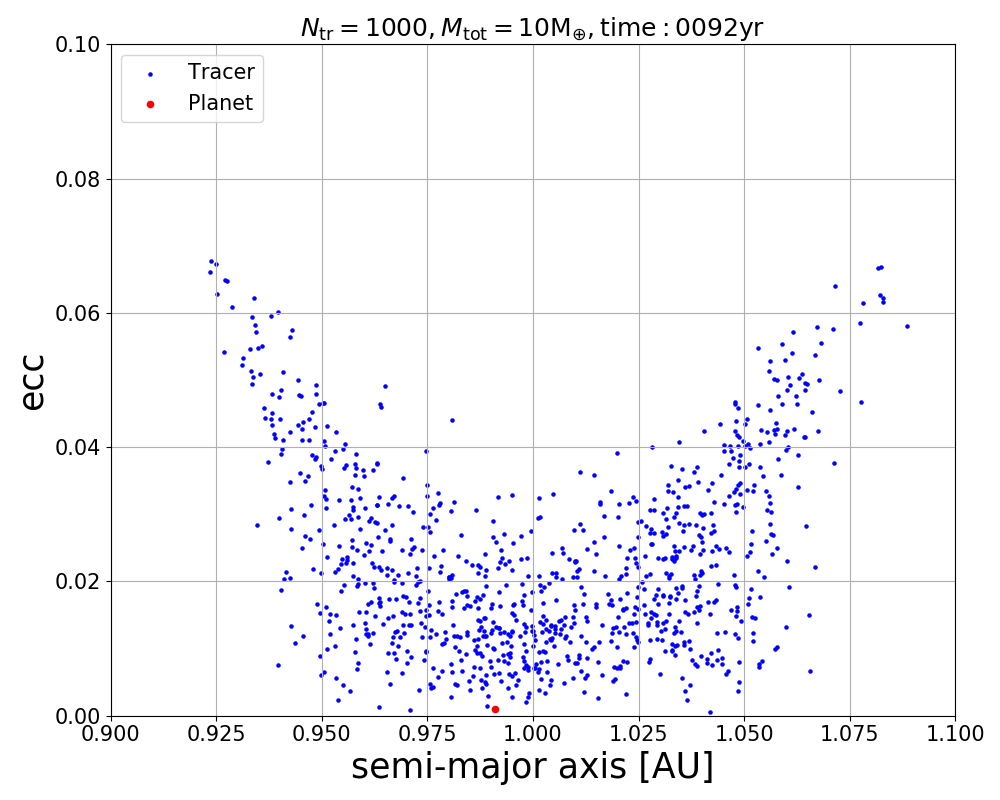 N_tr = 1000, M_tot = 10M_⊕, time : 0092yr
Tracer
Planet
ecc
0.10
0.08
0.06
0.04
0.02
0.00
0.900 0.925 0.950 0.975 1.000 1.025 1.050 1.075 1.100
semi-major axis [AU]